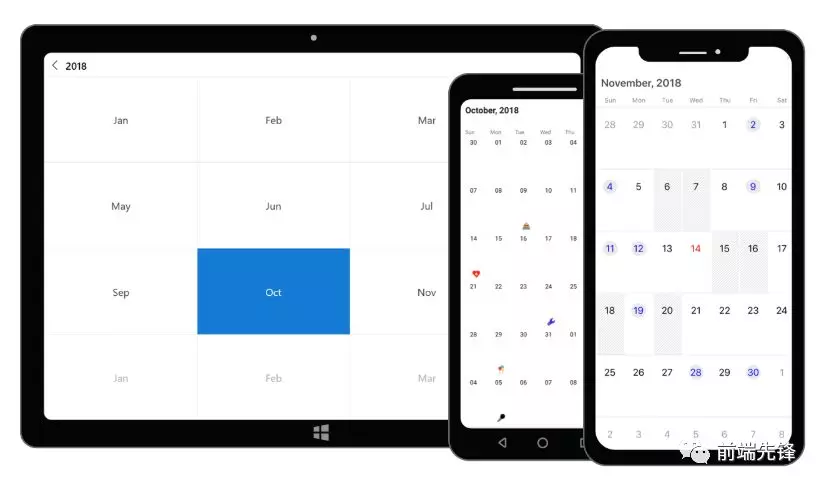 2018
Jan Feb Mar
May Jun Jul
Sep Oct Nov
Jan Feb Mar
October, 2018
Sun Mon Tue Wed Thu
30 01 02 03 04
07 08 09 10 11
14 15 16 17 18
21 22 23 24 25
28 29 30 31 01
04 05 06 07 08
November, 2018
Sun Mon Tue Wed Thu Fri Sat
28 29 30 31 1 2 3
4 5 6 7 8 9 10
11 12 13 14 15 16 17
18 19 20 21 22 23 24
25 26 27 28 29 30 1
2 3 4 5 6 7 8
前端先锋